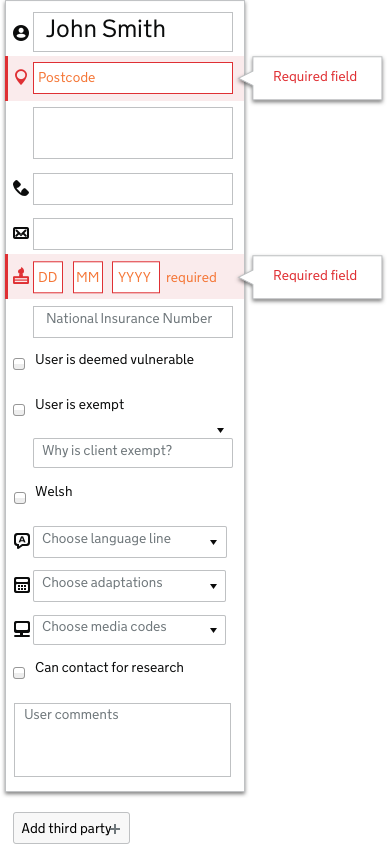 John Smith
Postcode
Required field
DD MM YYYY required
Required field
National Insurance Number
User is deemed vulnerable
User is exempt
Why is client exempt?
Welsh
Choose language line
Choose adaptations
Choose media codes
Can contact for research
User comments
Add third party+